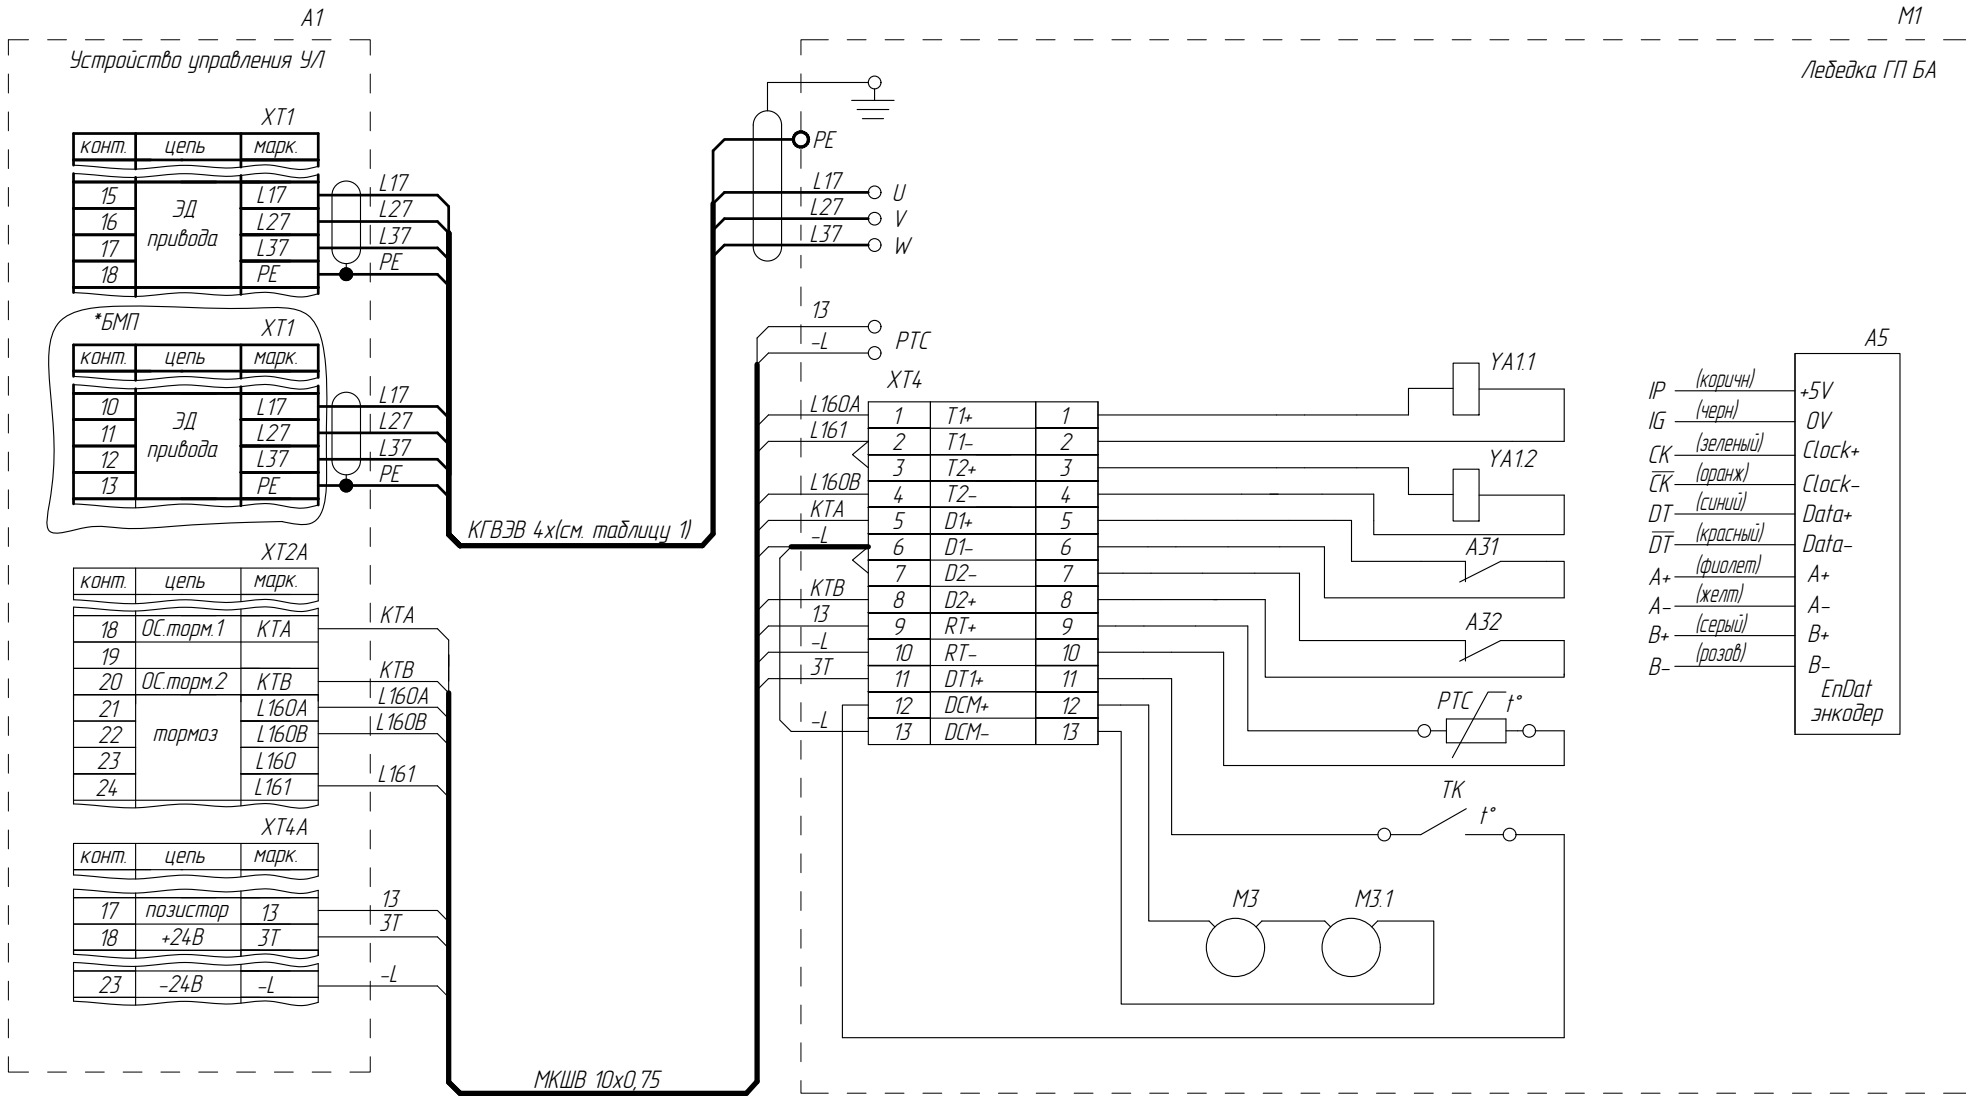 A1
Устройство управления УЛ
XT1
конт. цепь марк.
15 L17
16 L27
17 L37
18 PE
ЭД
привода
L17
L27
L37
PE
*БМП
XT1
конт. цепь марк.
10 L17
11 L27
12 L37
13 PE
ЭД
привода
L17
L27
L37
PE
XT2A
конт. цепь марк.
18 ОС.торм.1 KTA
19
20 ОС.торм.2 KTB
21 L160A
22 тормоз L160B
23 L160
24 L161
KTA
KTB
L160A
L160B
L161
XT4A
конт. цепь марк.
17 позистор 13
18 +24В 3T
23 -24В -L
13
3T
-L
КГВЭВ 4х(см. таблицу 1)
МКШВ 10х0,75
M1
Лебедка ГП БА
PE
L17 U
L27 V
L37 W
13
-L
PTC
XT4
L160A 1 T1+ 1
L161 2 T1- 2
3 T2+ 3
L160B 4 T2- 4
KTA 5 D1+ 5
-L 6 D1- 6
7 D2- 7
KTB 8 D2+ 8
13 9 RT+ 9
-L 10 RT- 10
3T 11 DT1+ 11
12 DCM+ 12
-L 13 DCM- 13
YA1.1
YA1.2
A31
A32
PTC t°
TK
t°
M3 M3.1
A5
IP (коричн) +5V
IG (черн) 0V
CK (зеленый) Clock+
C̅K̅ (оранж) Clock-
DT (синий) Data+
D̅T̅ (красный) Data-
A+ (фиолет) A+
A- (желт) A-
B+ (серый) B+
B- (розов) B-
EnDat
энкодер